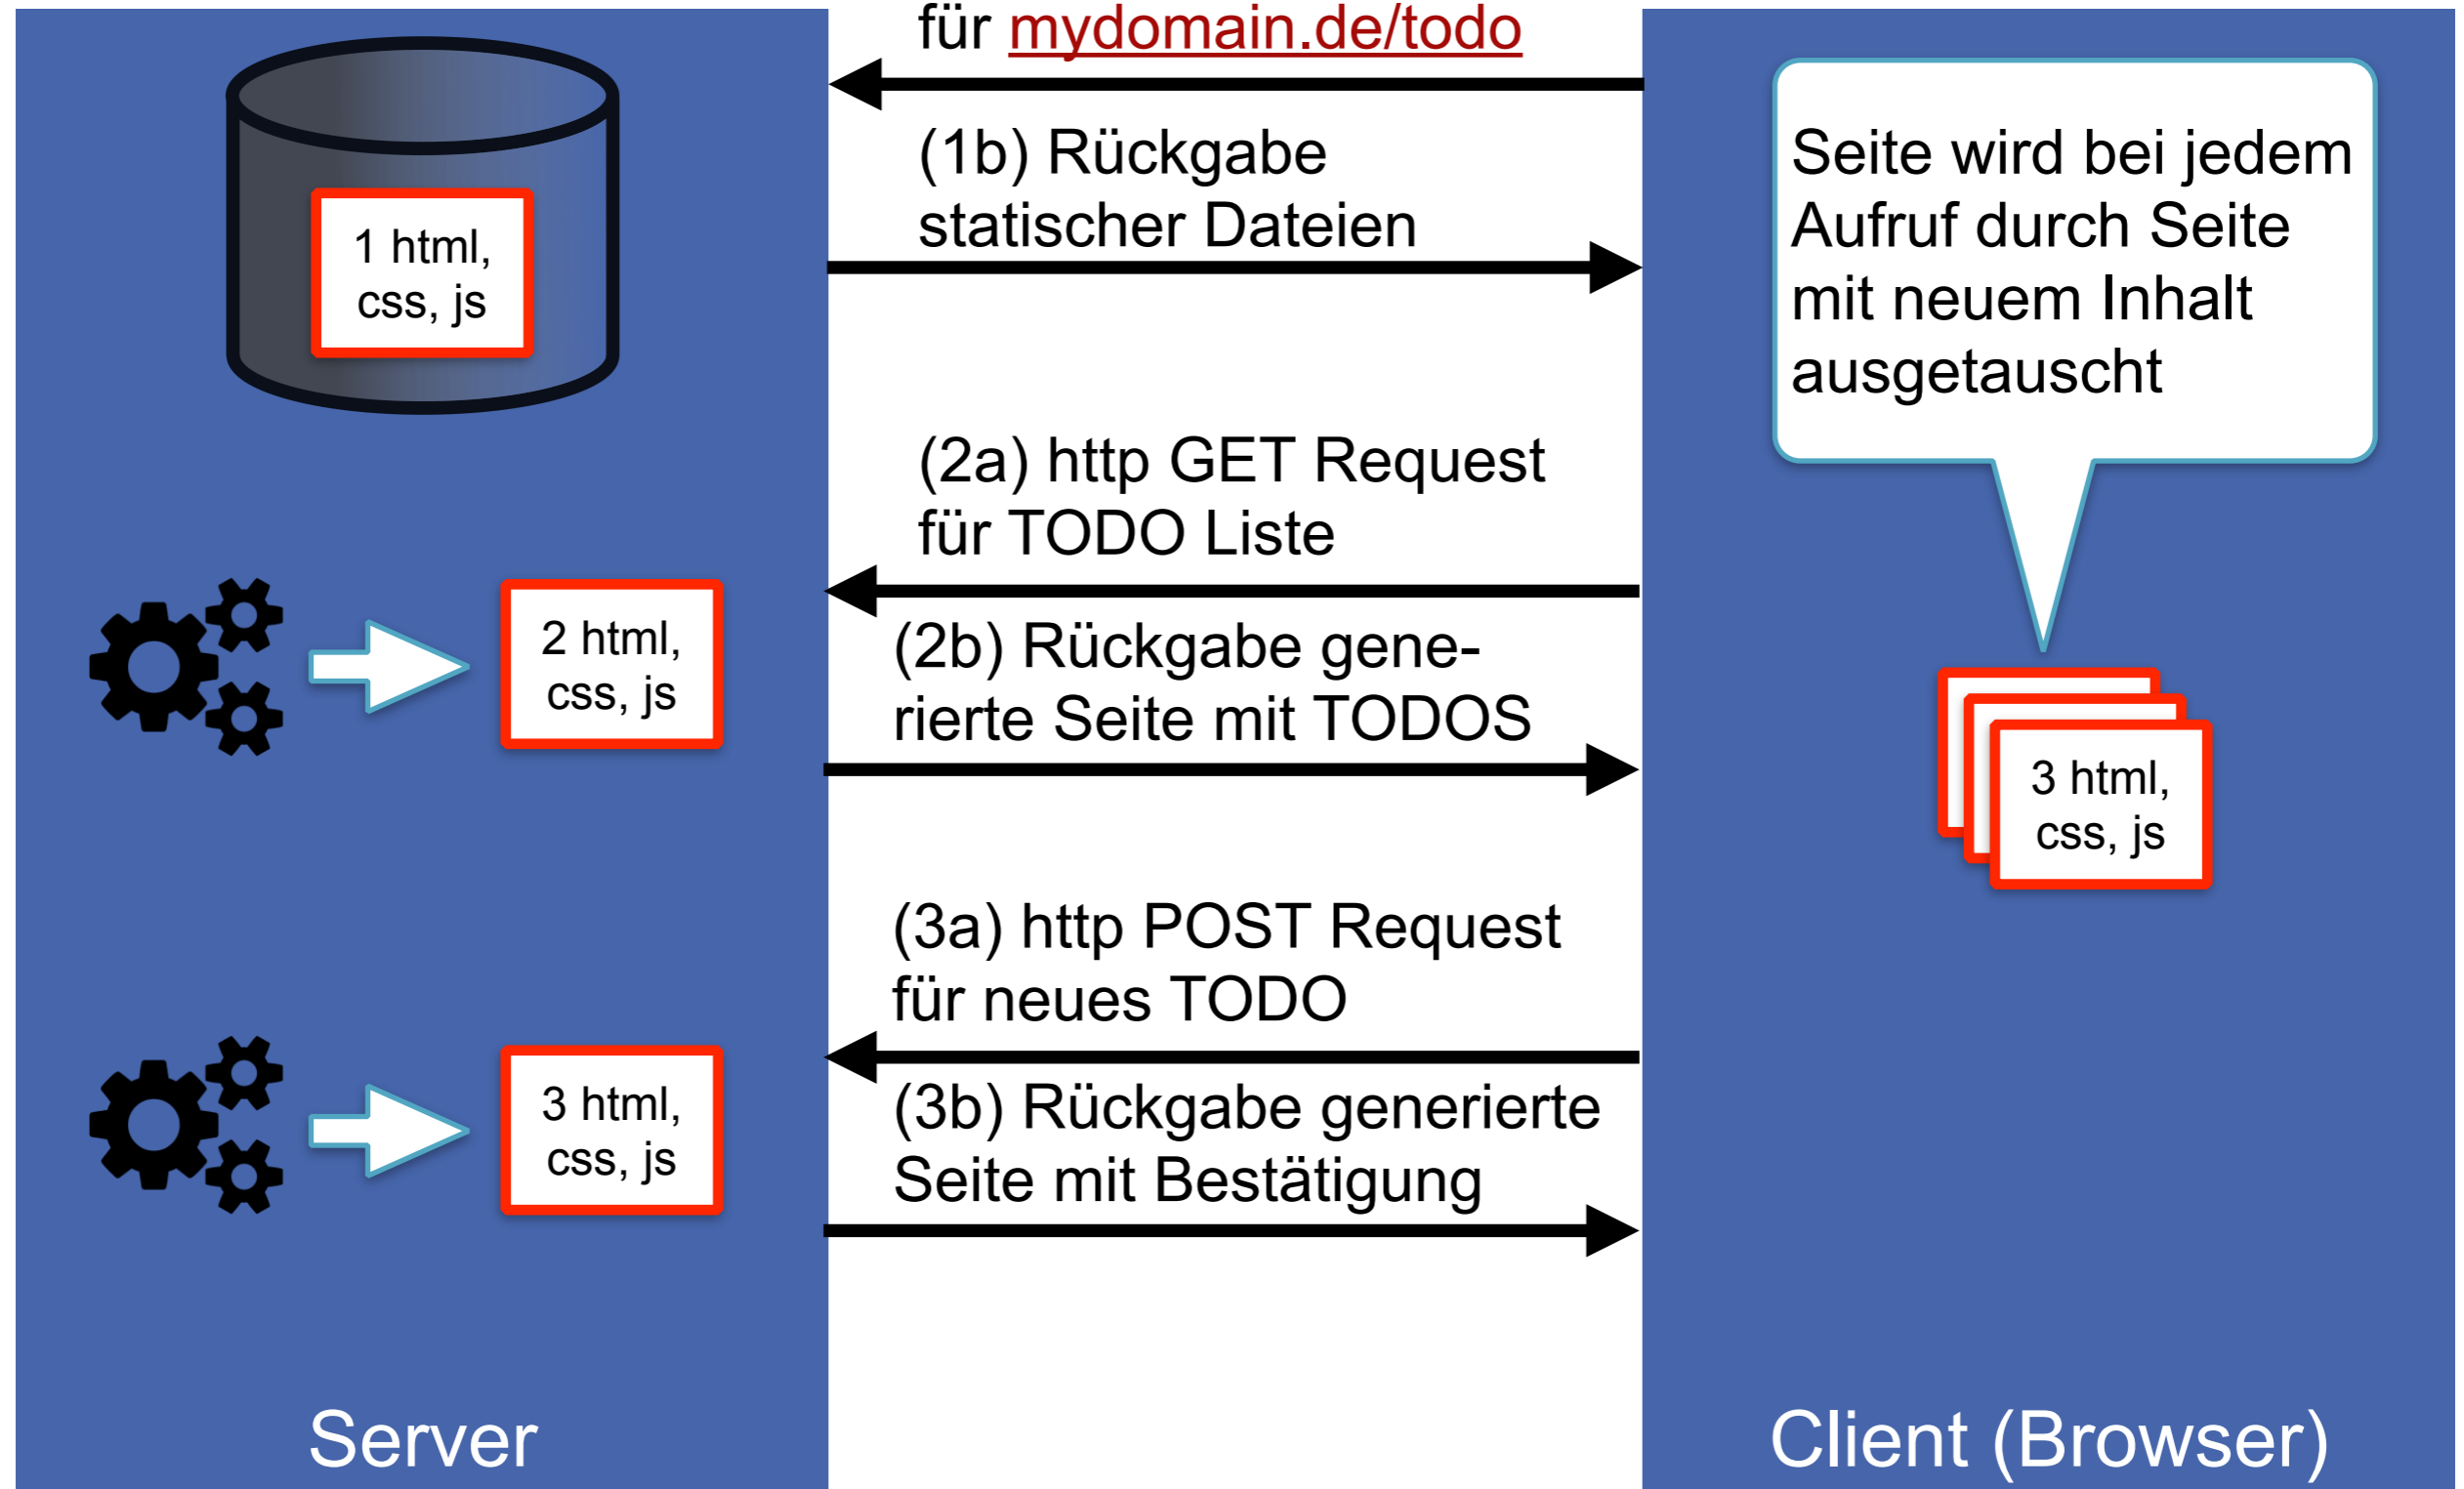 für mydomain.de/todo
(1b) Rückgabe
statischer Dateien
1 html,
css, js
Seite wird bei jedem
Aufruf durch Seite
mit neuem Inhalt
ausgetauscht
(2a) http GET Request
für TODO Liste
2 html,
css, js
(2b) Rückgabe gene-
rierte Seite mit TODOS
3 html,
css, js
(3a) http POST Request
für neues TODO
3 html,
css, js
(3b) Rückgabe generierte
Seite mit Bestätigung
Server
Client (Browser)